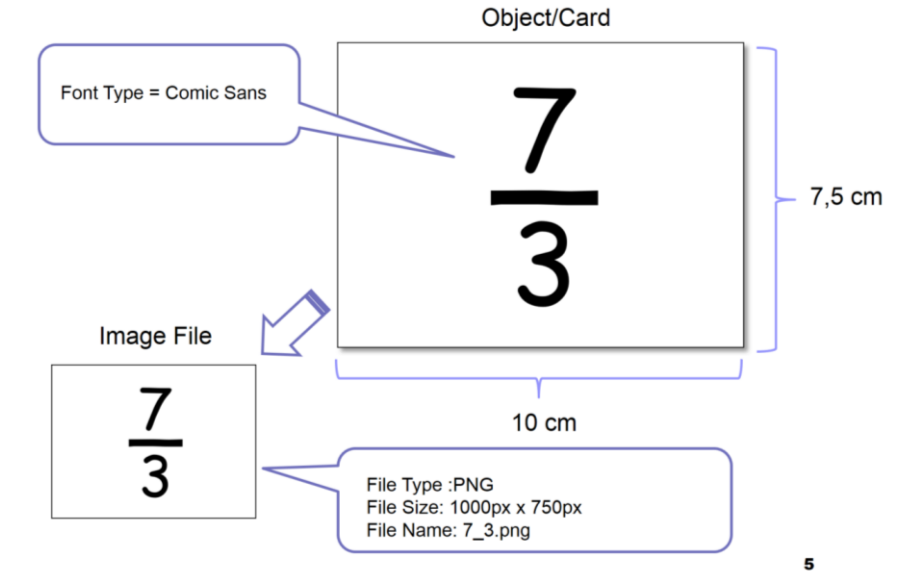 Object/Card
Font Type = Comic Sans
7
3
7,5 cm
Image File
7
3
10 cm
File Type :PNG
File Size: 1000px x 750px
File Name: 7_3.png
5